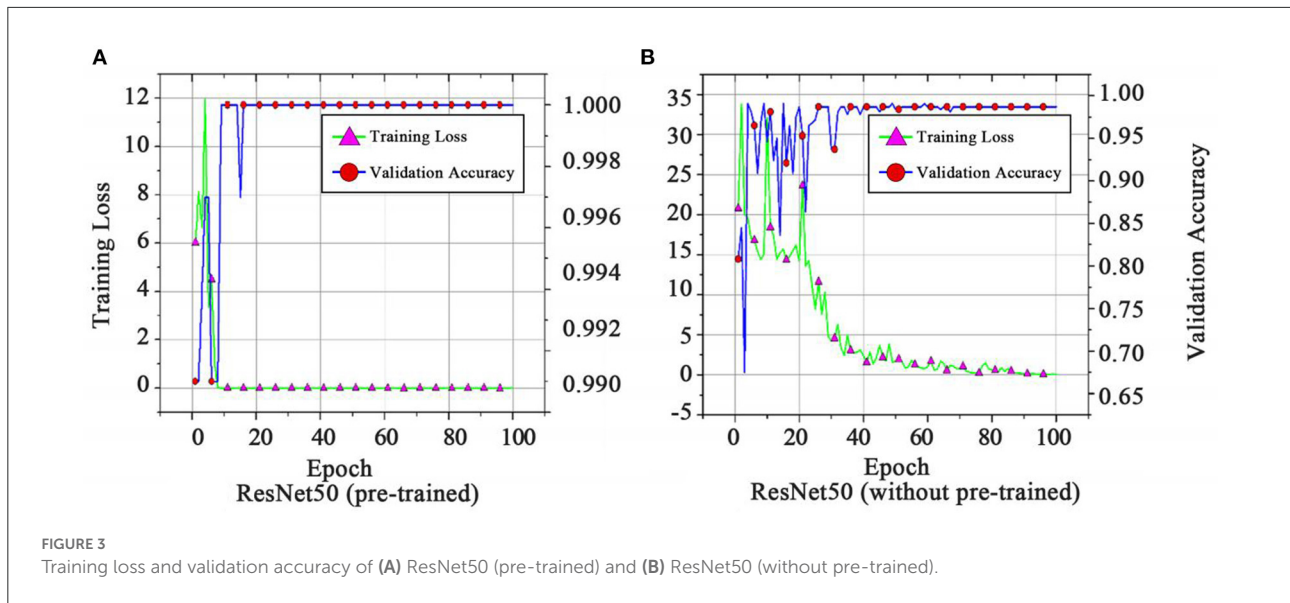 A
12
10
8
6
4
2
0
Training Loss
1.000
0.998
0.996
0.994
0.992
0.990
Training Loss
Validation Accuracy
0 20 40 60 80 100
Epoch
ResNet50 (pre-trained)
B
35
30
25
20
15
10
5
0
-5
1.00
0.95
0.90
0.85
0.80
0.75
0.70
0.65
Validation Accuracy
Training Loss
Validation Accuracy
0 20 40 60 80 100
Epoch
ResNet50 (without pre-trained)
FIGURE 3
Training loss and validation accuracy of (A) ResNet50 (pre-trained) and (B) ResNet50 (without pre-trained).